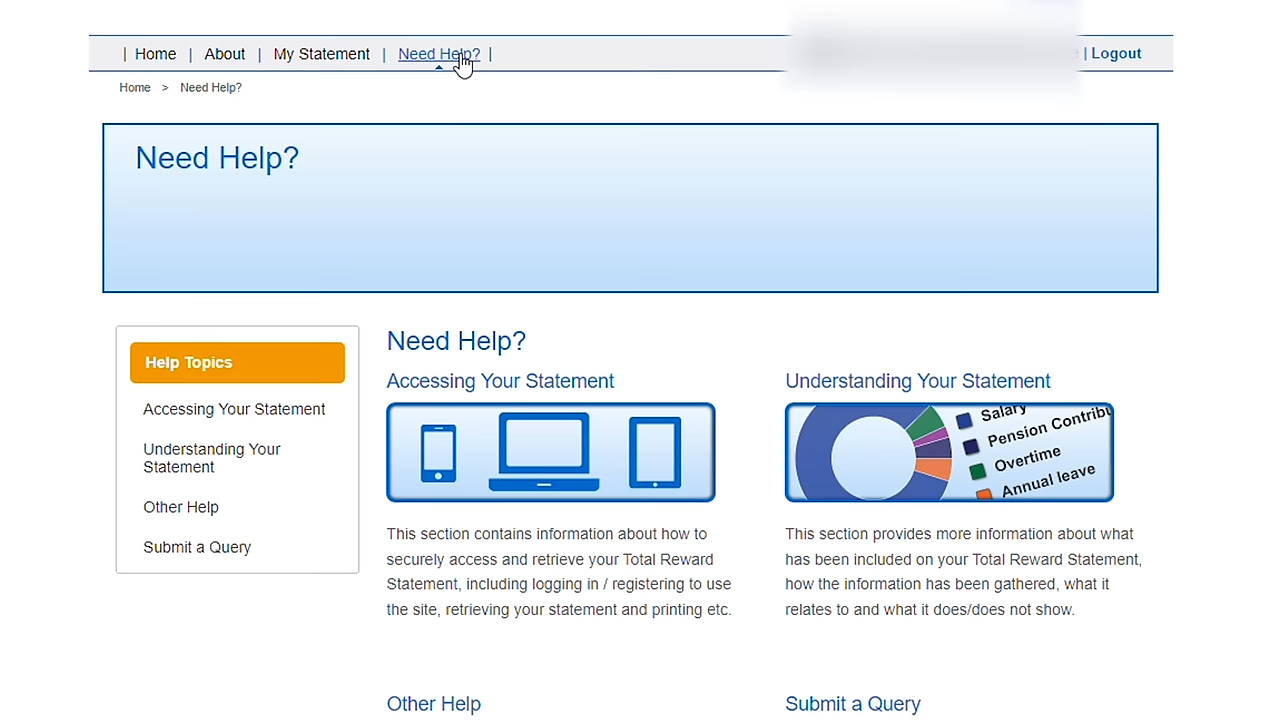 | Home | About | My Statement | Need Help? |
| Logout
Home > Need Help?
Need Help?
Help Topics
Accessing Your Statement
Understanding Your
Statement
Other Help
Submit a Query
Need Help?
Accessing Your Statement
This section contains information about how to
securely access and retrieve your Total Reward
Statement, including logging in / registering to use
the site, retrieving your statement and printing etc.
Understanding Your Statement
Salary
Pension Contribu
Overtime
Annual leave
This section provides more information about what
has been included on your Total Reward Statement,
how the information has been gathered, what it
relates to and what it does/does not show.
Other Help
Submit a Query